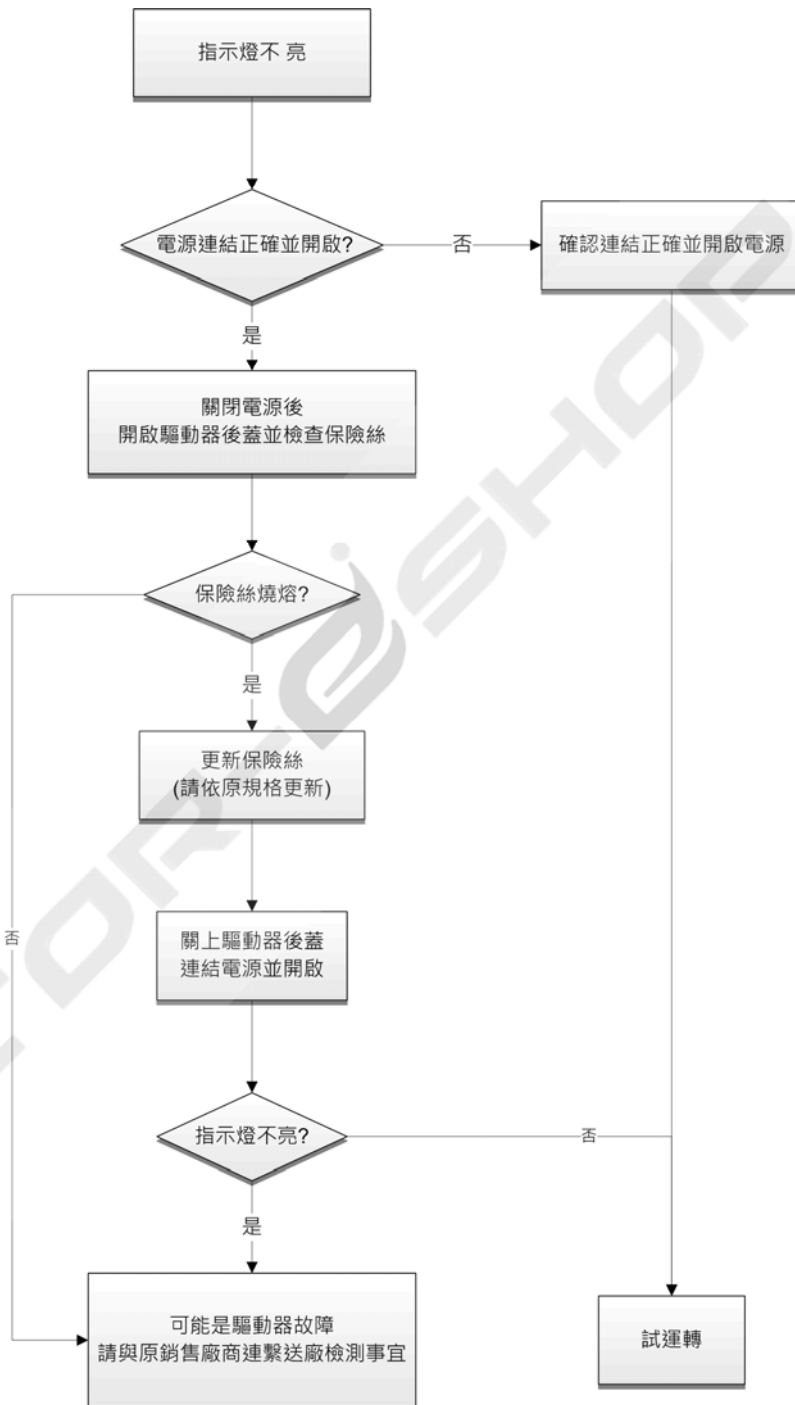 指示燈不 亮
電源連結正確並開啟?
否
確認連結正確並開啟電源
是
關閉電源後
開啟驅動器後蓋並檢查保險絲
保險絲燒熔?
是
更新保險絲
(請依原規格更新)
否
關上驅動器後蓋
連結電源並開啟
指示燈不亮?
否
是
可能是驅動器故障
請與原銷售廠商連繫送廠檢測事宜
試運轉
TOR-eSHOP